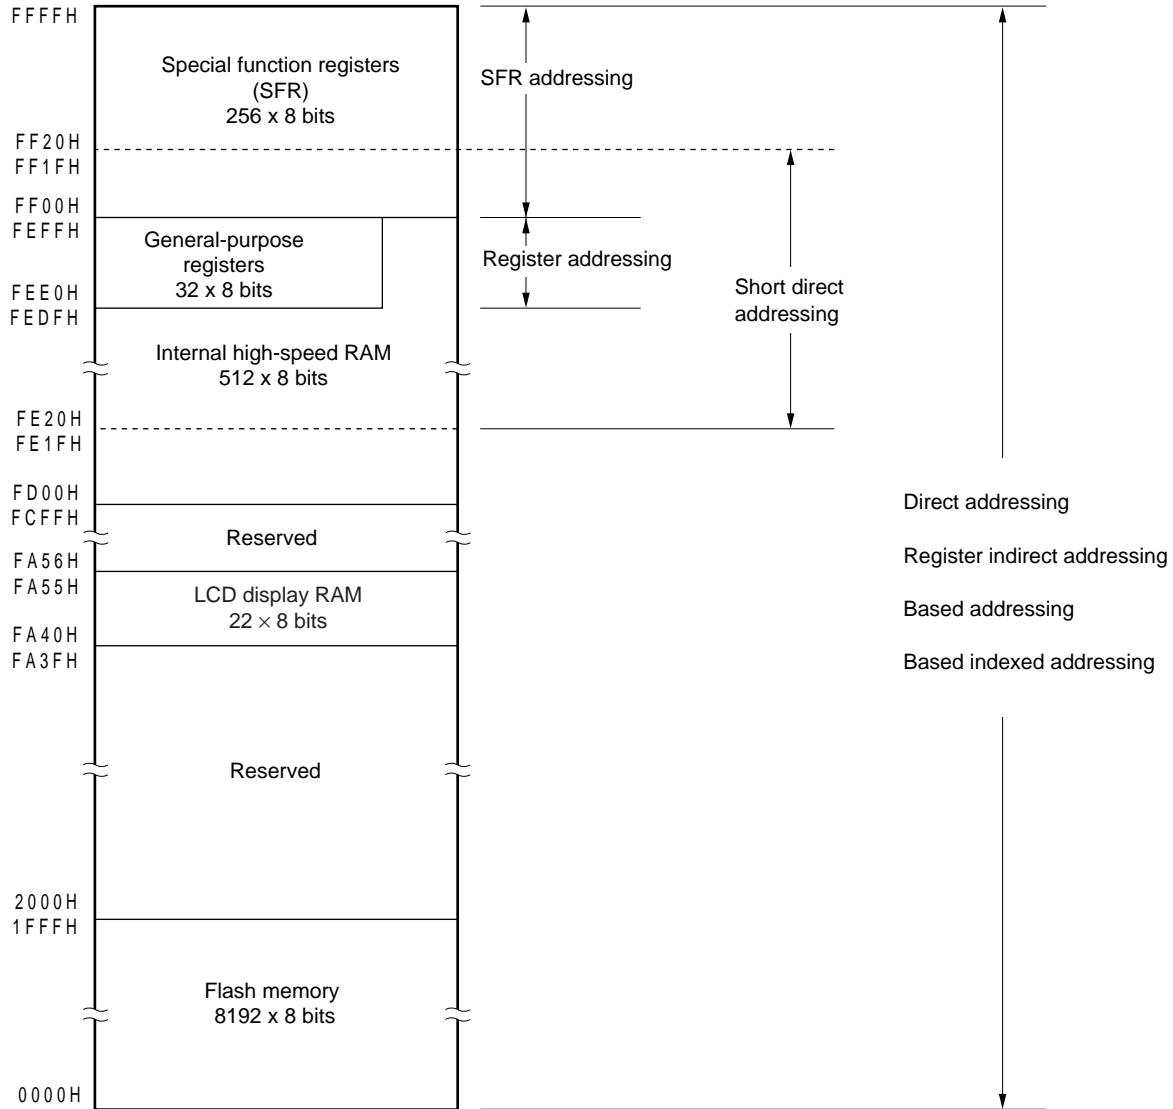 FFFFH
Special function registers
(SFR)
256 x 8 bits
SFR addressing
FF20H
FF1FH
FF00H
FEFFH
General-purpose
registers
32 x 8 bits
Register addressing
FEE0H
FEDFH
Short direct
addressing
Internal high-speed RAM
512 x 8 bits
FE20H
FE1FH
FD00H
FCFFH
Reserved
Direct addressing
Register indirect addressing
Based addressing
Based indexed addressing
FA56H
FA55H
LCD display RAM
22 × 8 bits
FA40H
FA3FH
Reserved
2000H
1FFFH
Flash memory
8192 x 8 bits
0000H